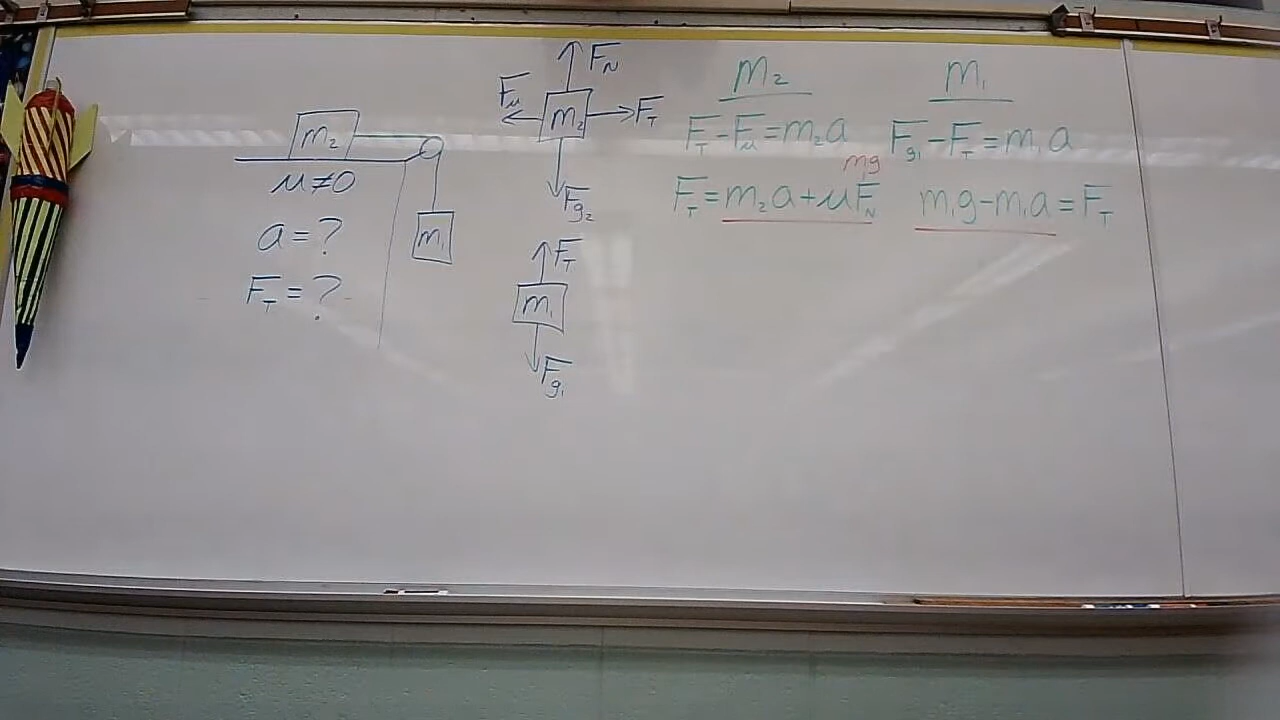 m₂
μ≠0
a=?
F_T=?
m₁
F_N
F_μ
m₂
F_T
F_g₂
F_T
m₁
F_g₁
m₂
F_T-F_μ=m₂a
F_T=m₂a+μF_N
m₁
F_g₁-F_T=m₁a
m₁g-m₁a=F_T